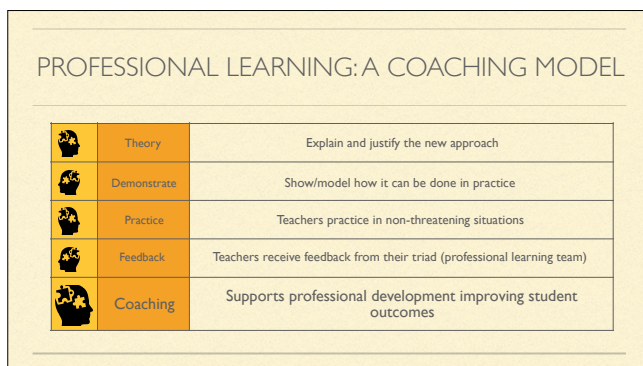 PROFESSIONAL LEARNING: A COACHING MODEL
Theory Explain and justify the new approach
Demonstrate Show/model how it can be done in practice
Practice Teachers practice in non-threatening situations
Feedback Teachers receive feedback from their triad (professional learning team)
Coaching Supports professional development improving student
outcomes